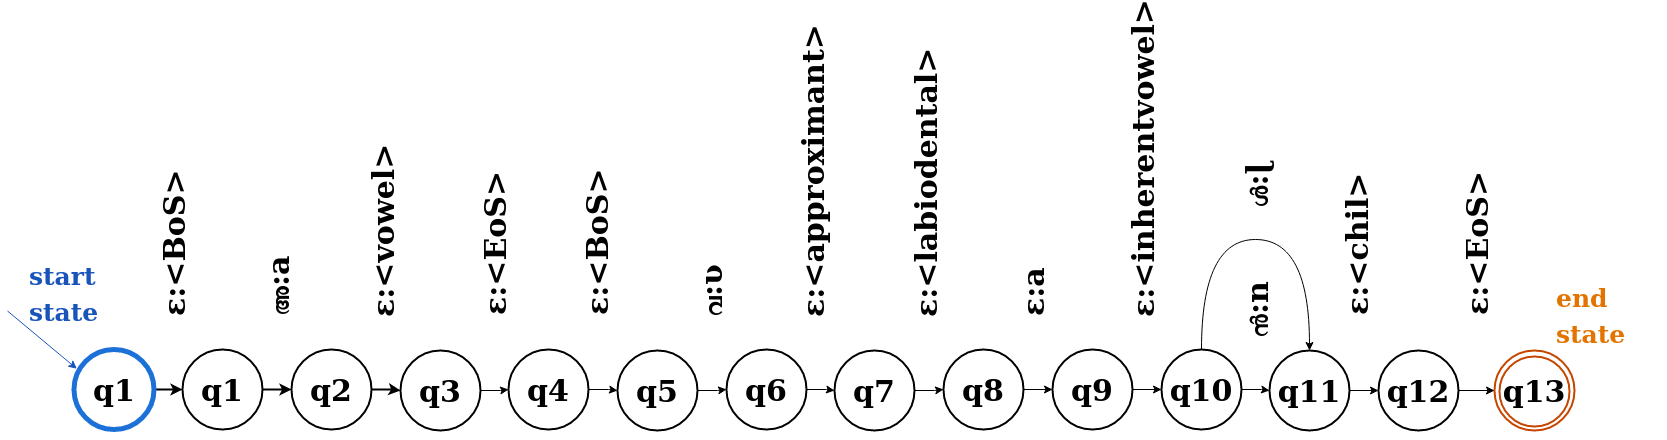 ε:<BoS>
അ:a
ε:<vowel>
ε:<EoS>
ε:<BoS>
വ:ʋ
ε:<approximant>
ε:<labiodental>
ε:a
ε:<inherentvowel>
ൾ:ɭ
ൻ:n
ε:<chil>
ε:<EoS>
start
state
end
state
q1 q1 q2 q3 q4 q5 q6 q7 q8 q9 q10 q11 q12 q13